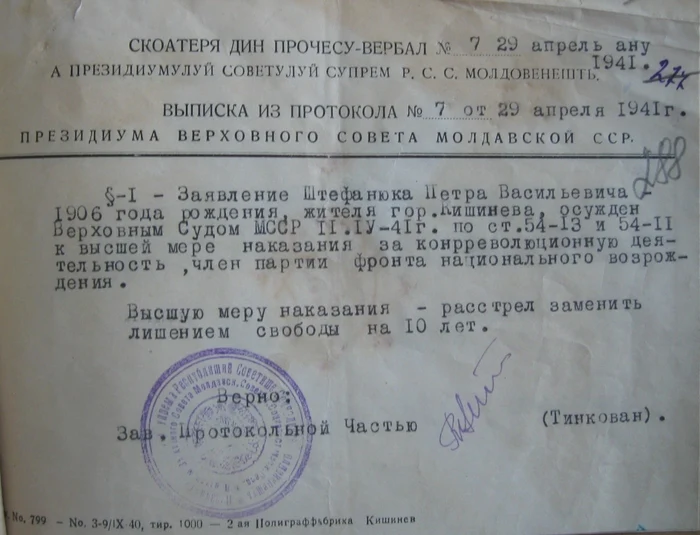 СКОАТЕРЯ ДИН ПРОЧЕСУ-ВЕРБАЛ № 7 29 апрель ану
1941.
А ПРЕЗИДИУМУЛУЙ СОВЕТУЛУЙ СУПРЕМ Р. С. С. МОЛДОВЕНЕШТЬ.
ВЫПИСКА ИЗ ПРОТОКОЛА № 7 от 29 апреля 1941г.
ПРЕЗИДИУМА ВЕРХОВНОГО СОВЕТА МОЛДАВСКОЙ ССР.
288
§-I - Заявление Штефанюка Петра Васильевича -
1906 года рождения, жителя гор.Кишинева, осужден
Верховным Судом МССР II.IУ-41г. по ст.54-13 и 54-II
к высшей мере наказания за конрреволюционную дея-
тельность ,член партии фронта национального возрож-
дения.
Высшую меру наказания - расстрел заменить
лишением свободы на IO лет.
Верно:
Зав. Протокольной Частью (Тинкован).
No. 799 - No. 3-9/IX 40, тир. 1000 - 2 ая Полиграффабрика Кишинев